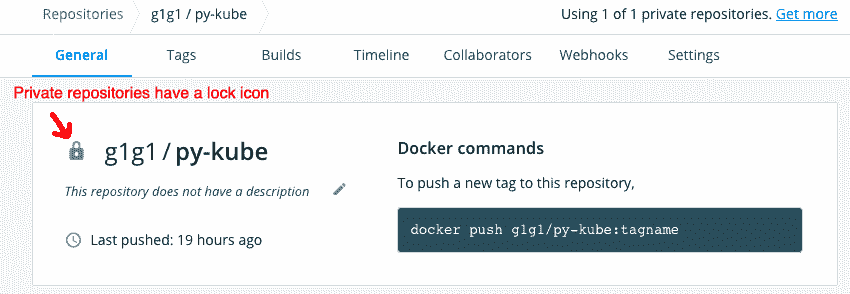 Repositories g1g1 / py-kube Using 1 of 1 private repositories. Get more
General Tags Builds Timeline Collaborators Webhooks Settings
Private repositories have a lock icon
g1g1 / py-kube
This repository does not have a description
Last pushed: 19 hours ago
Docker commands
To push a new tag to this repository,
docker push g1g1/py-kube:tagname